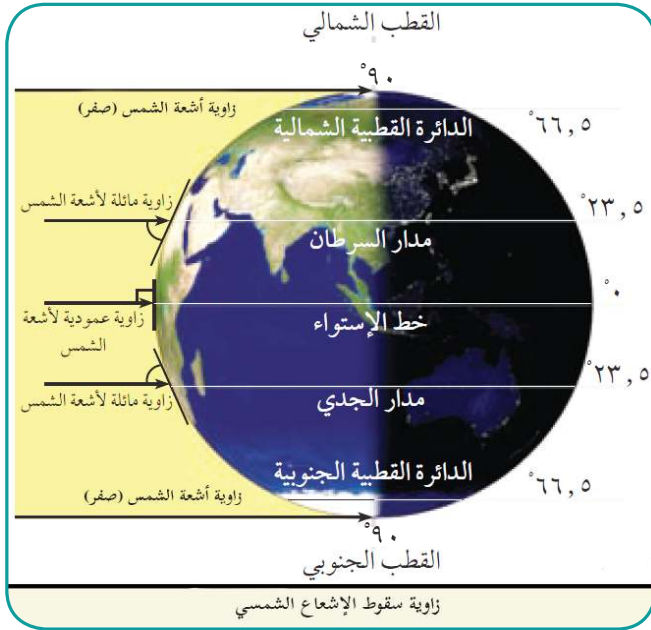 القطب الشمالي
°٩٠
زاوية أشعة الشمس (صفر)
الدائرة القطبية الشمالية
°٦٦,٥
زاوية مائلة لأشعة الشمس
°٢٣,٥
مدار السرطان
°٠
زاوية عمودية لأشعة
الشمس
خط الإستواء
°٢٣,٥
زاوية مائلة لأشعة الشمس
مدار الجدي
الدائرة القطبية الجنوبية
°٦٦,٥
زاوية أشعة الشمس (صفر)
°٩٠
القطب الجنوبي
زاوية سقوط الإشعاع الشمسي